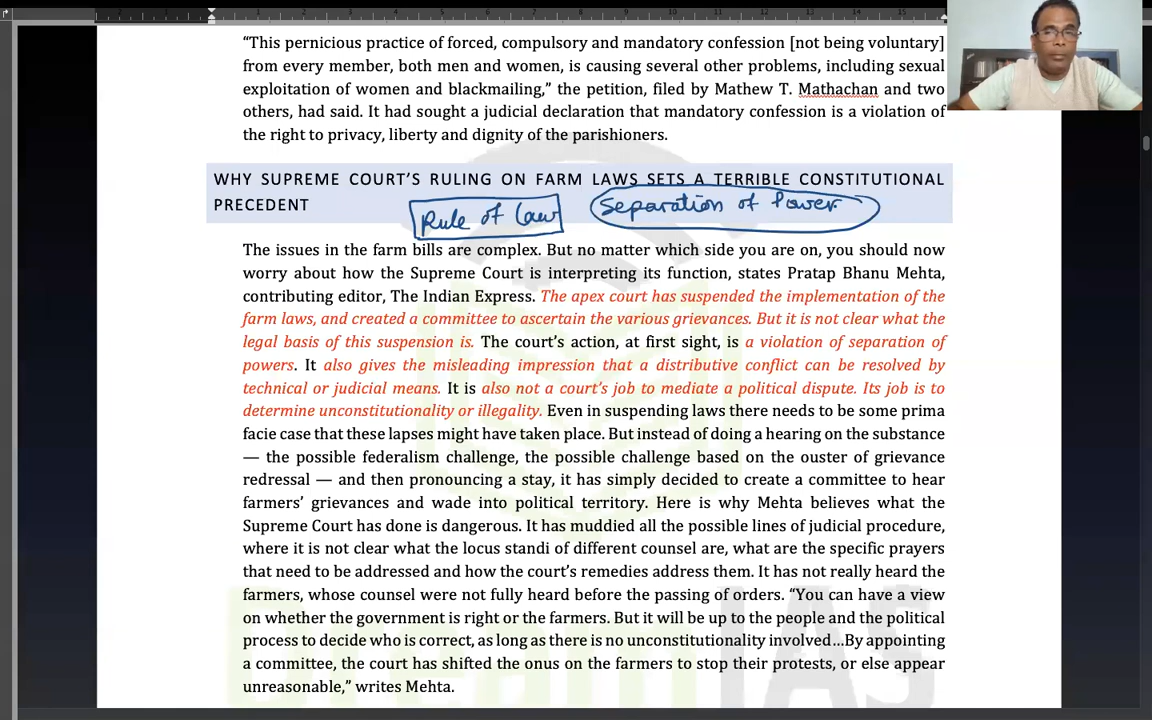 “This pernicious practice of forced, compulsory and mandatory confession [not being voluntary]
from every member, both men and women, is causing several other problems, including sexual
exploitation of women and blackmailing,” the petition, filed by Mathew T. Mathachan and two
others, had said. It had sought a judicial declaration that mandatory confession is a violation of
the right to privacy, liberty and dignity of the parishioners.
WHY SUPREME COURT’S RULING ON FARM LAWS SETS A TERRIBLE CONSTITUTIONAL
PRECEDENT
Rule of Law Separation of Power
The issues in the farm bills are complex. But no matter which side you are on, you should now
worry about how the Supreme Court is interpreting its function, states Pratap Bhanu Mehta,
contributing editor, The Indian Express. The apex court has suspended the implementation of the
farm laws, and created a committee to ascertain the various grievances. But it is not clear what the
legal basis of this suspension is. The court’s action, at first sight, is a violation of separation of
powers. It also gives the misleading impression that a distributive conflict can be resolved by
technical or judicial means. It is also not a court’s job to mediate a political dispute. Its job is to
determine unconstitutionality or illegality. Even in suspending laws there needs to be some prima
facie case that these lapses might have taken place. But instead of doing a hearing on the substance
— the possible federalism challenge, the possible challenge based on the ouster of grievance
redressal — and then pronouncing a stay, it has simply decided to create a committee to hear
farmers’ grievances and wade into political territory. Here is why Mehta believes what the
Supreme Court has done is dangerous. It has muddied all the possible lines of judicial procedure,
where it is not clear what the locus standi of different counsel are, what are the specific prayers
that need to be addressed and how the court’s remedies address them. It has not really heard the
farmers, whose counsel were not fully heard before the passing of orders. “You can have a view
on whether the government is right or the farmers. But it will be up to the people and the political
process to decide who is correct, as long as there is no unconstitutionality involved…By appointing
a committee, the court has shifted the onus on the farmers to stop their protests, or else appear
unreasonable,” writes Mehta.
DreamIAS